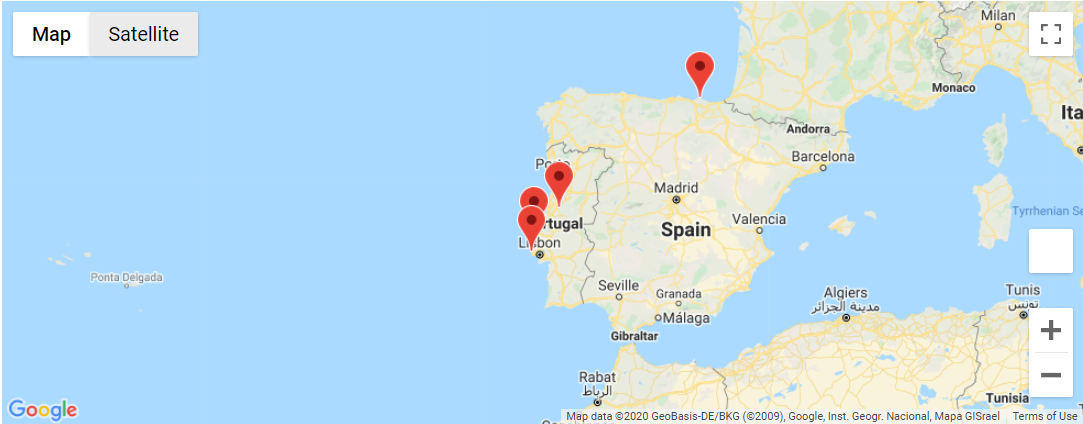 Map
Satellite
Milan
Monaco
Ita
Andorra
Barcelona
Madrid
Valencia
Spain
rtugal
Lisbon
Tyrrhenian Se
Ponta Delgada
Seville
Granada
Málaga
Gibraltar
Algiers
مدينة الجزائر
Tunis
تونس
Rabat
الرباط
Tunisia
Google
Map data ©2020 GeoBasis-DE/BKG (©2009), Google, Inst. Geogr. Nacional, Mapa GISrael
Terms of Use